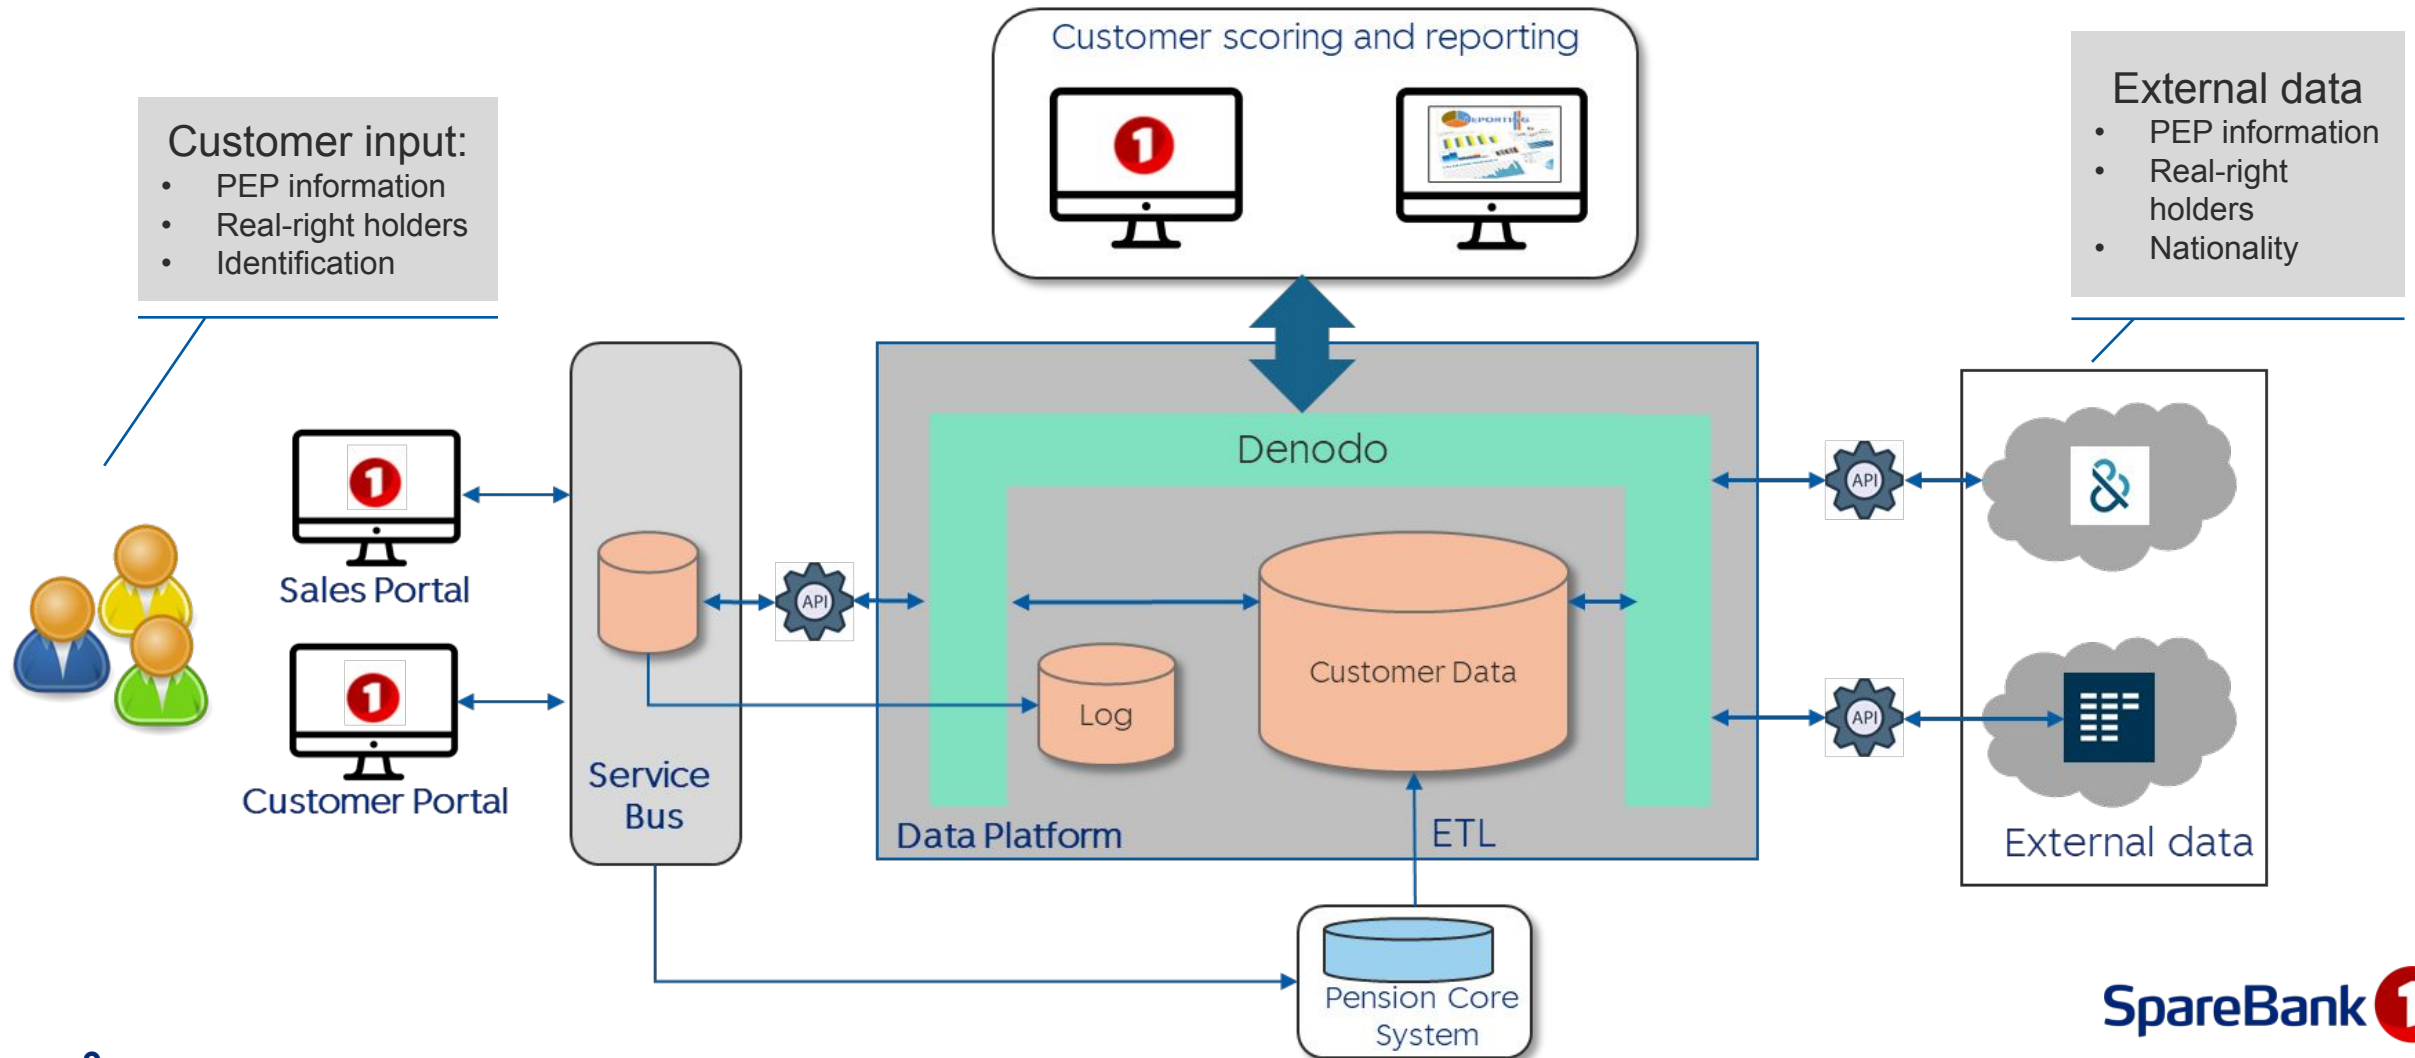 Customer scoring and reporting
REPORTING
Customer input:
• PEP information
• Real-right holders
• Identification
External data
• PEP information
• Real-right
holders
• Nationality
Denodo
API
API
API
Sales Portal
Customer Portal
Service
Bus
Log
Customer Data
Data Platform
ETL
External data
Pension Core
System
SpareBank 1